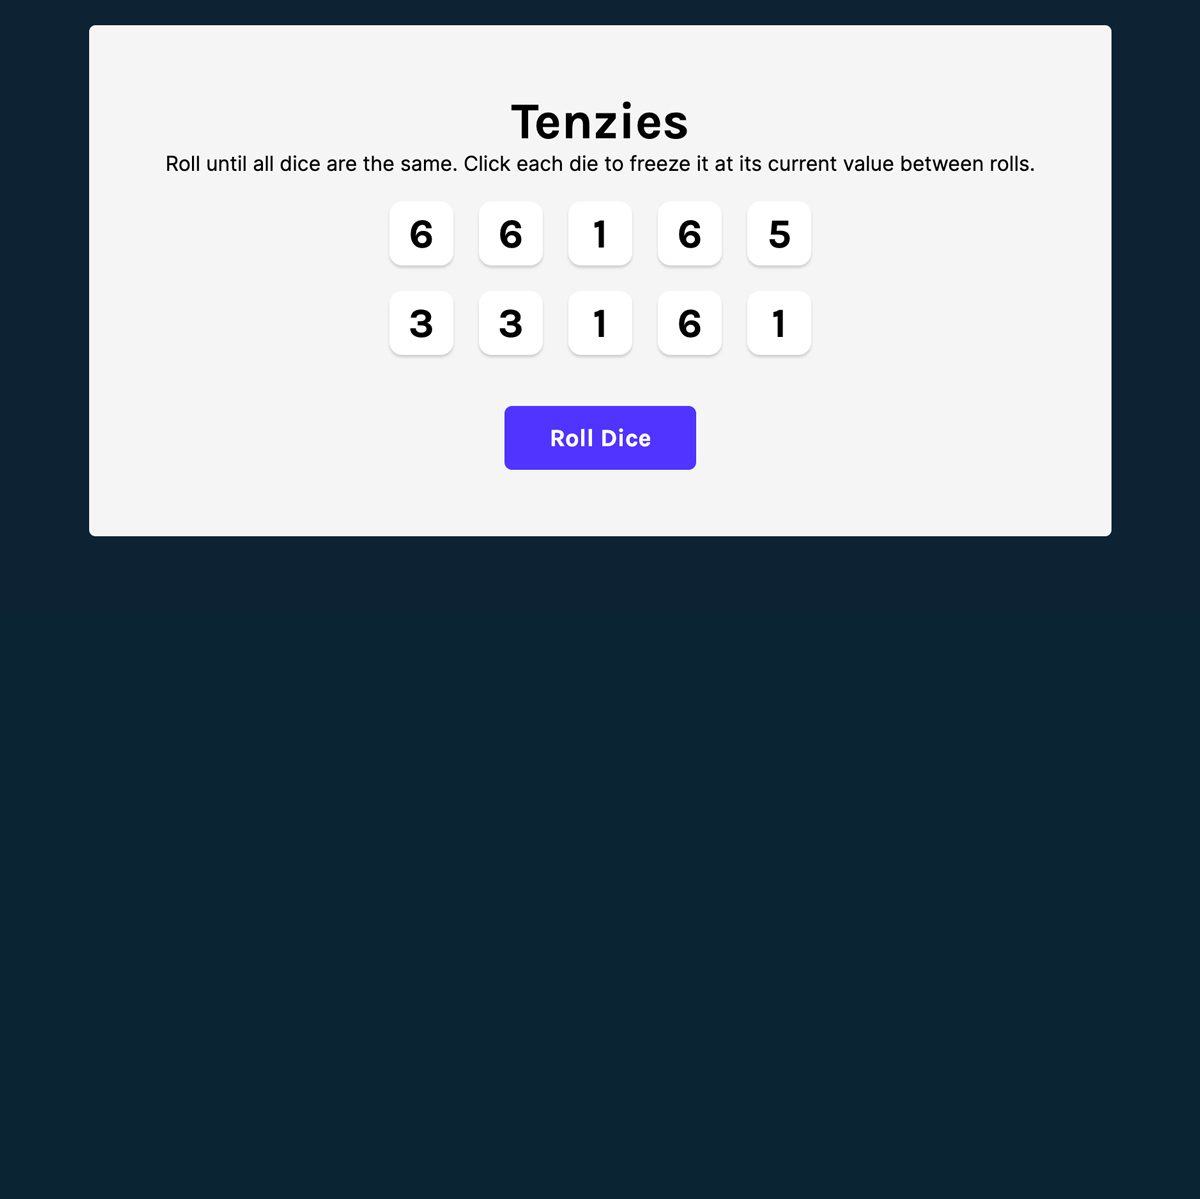 Tenzies
Roll until all dice are the same. Click each die to freeze it at its current value between rolls.
6 6 1 6 5
3 3 1 6 1
Roll Dice